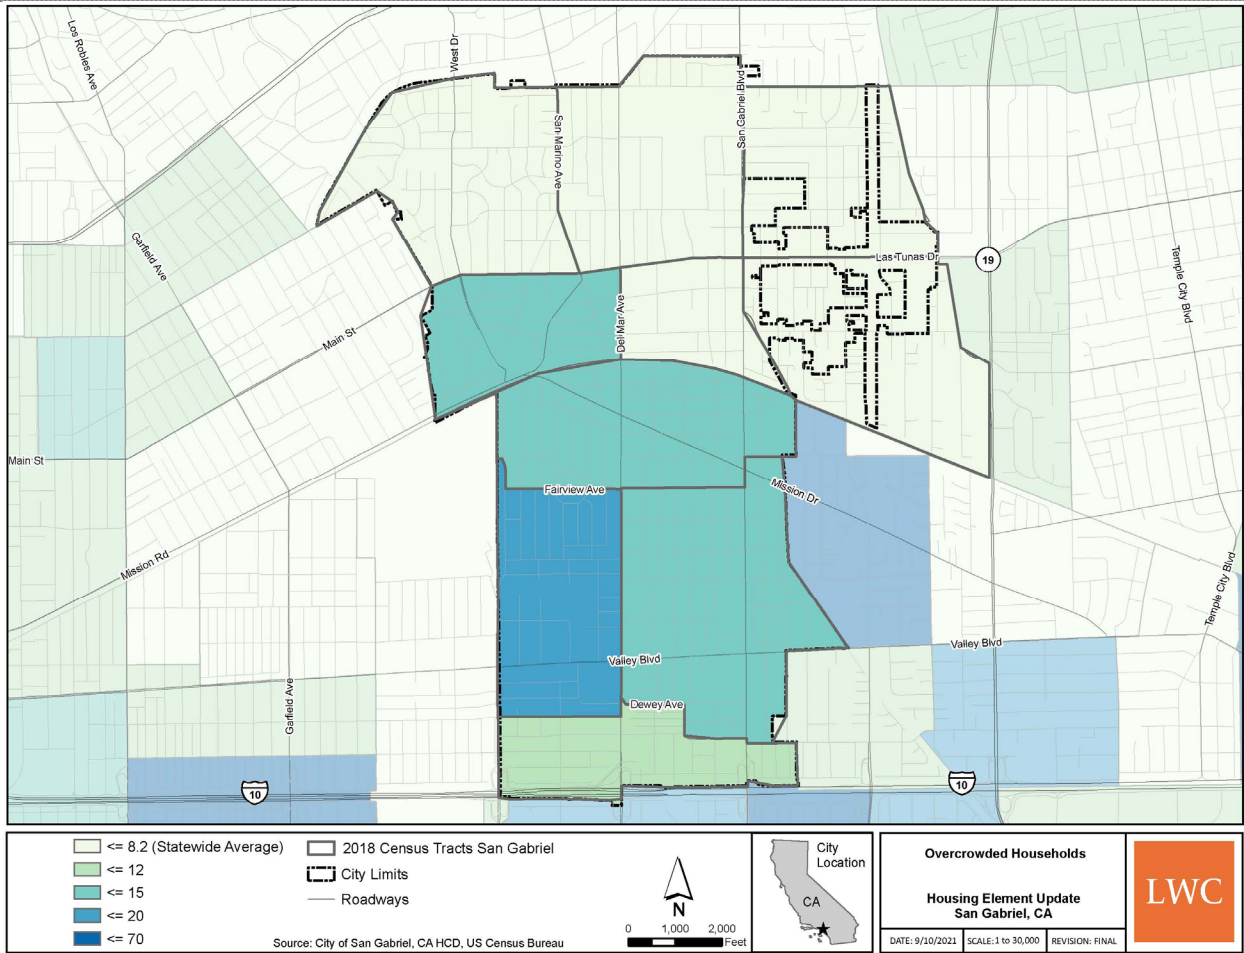 Los Robles Ave
West Dr
San Marino Ave
San Gabriel Blvd
Garfield Ave
Las Tunas Dr
19
Temple City Blvd
Main St
Del Mar Ave
Main St
Fairview Ave
Mission Dr
Mission Rd
Temple City Blvd
Valley Blvd
Valley Blvd
Garfield Ave
Dewey Ave
10
10
<= 8.2 (Statewide Average)
<= 12
<= 15
<= 20
<= 70
2018 Census Tracts San Gabriel
City Limits
Roadways
Source: City of San Gabriel, CA HCD, US Census Bureau
N
0 1,000 2,000
Feet
City
Location
CA
Overcrowded Households
Housing Element Update
San Gabriel, CA
DATE: 9/10/2021
SCALE:1 to 30,000
REVISION: FINAL
LWC